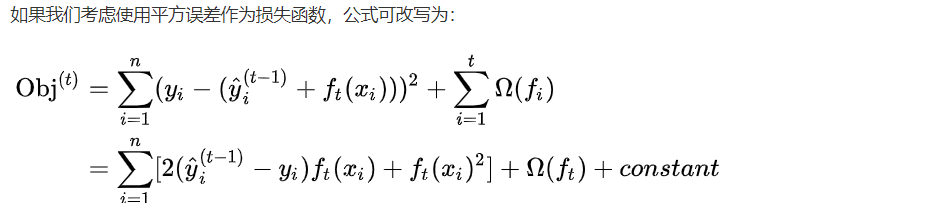 如果我们考虑使用平方误差作为损失函数，公式可改写为：
Obj^{(t)} = \sum_{i=1}^{n} (y_i - (\hat{y}_i^{(t-1)} + f_t(x_i)))^2 + \sum_{i=1}^{t} Ω(f_i)
= \sum_{i=1}^{n} [2(\hat{y}_i^{(t-1)} - y_i) f_t(x_i) + f_t(x_i)^2] + Ω(f_t) + constant